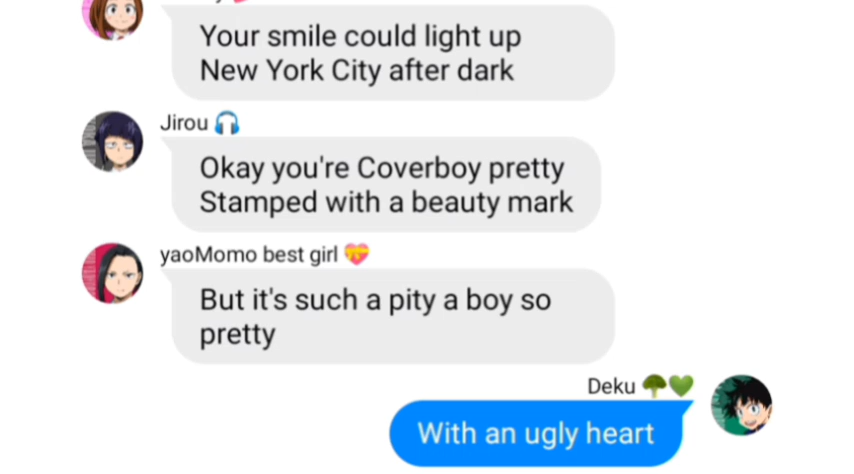 Your smile could light up
New York City after dark
Jirou 🎧
Okay you're Coverboy pretty
Stamped with a beauty mark
yaoMomo best girl 💝
But it's such a pity a boy so
pretty
Deku 🌳💚
With an ugly heart